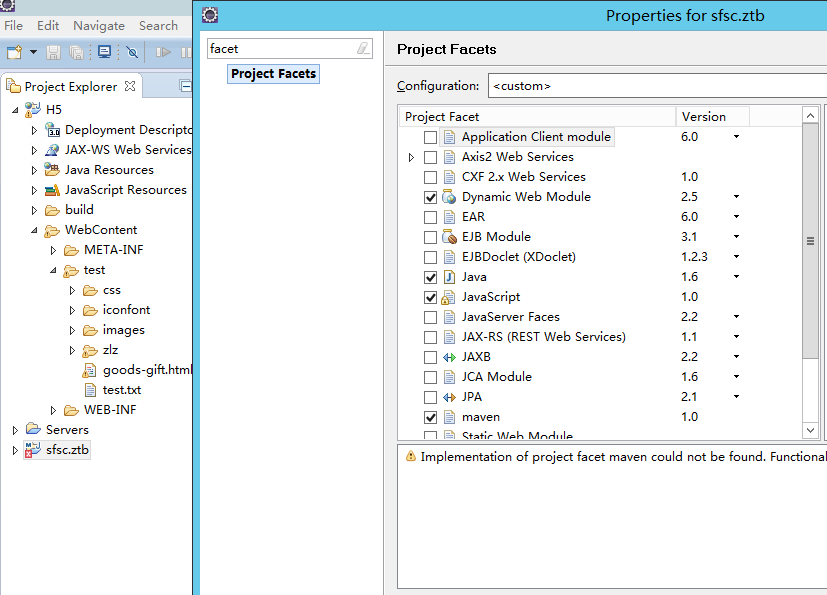 Properties for sfsc.ztb
File Edit Navigate Search
Project Explorer
H5
3.0 Deployment Descripto
JAX-WS Web Services
Java Resources
JavaScript Resources
build
WebContent
META-INF
test
css
iconfont
images
zlz
goods-gift.html
test.txt
WEB-INF
Servers
sfsc.ztb
facet
Project Facets
Project Facets
Configuration: <custom>
Project Facet Version
Application Client module 6.0
Axis2 Web Services
CXF 2.x Web Services 1.0
Dynamic Web Module 2.5
EAR 6.0
EJB Module 3.1
EJBDoclet (XDoclet) 1.2.3
Java 1.6
JavaScript 1.0
JavaServer Faces 2.2
JAX-RS (REST Web Services) 1.1
JAXB 2.2
JCA Module 1.6
JPA 2.1
maven 1.0
Static Web Module
Implementation of project facet maven could not be found. Functional